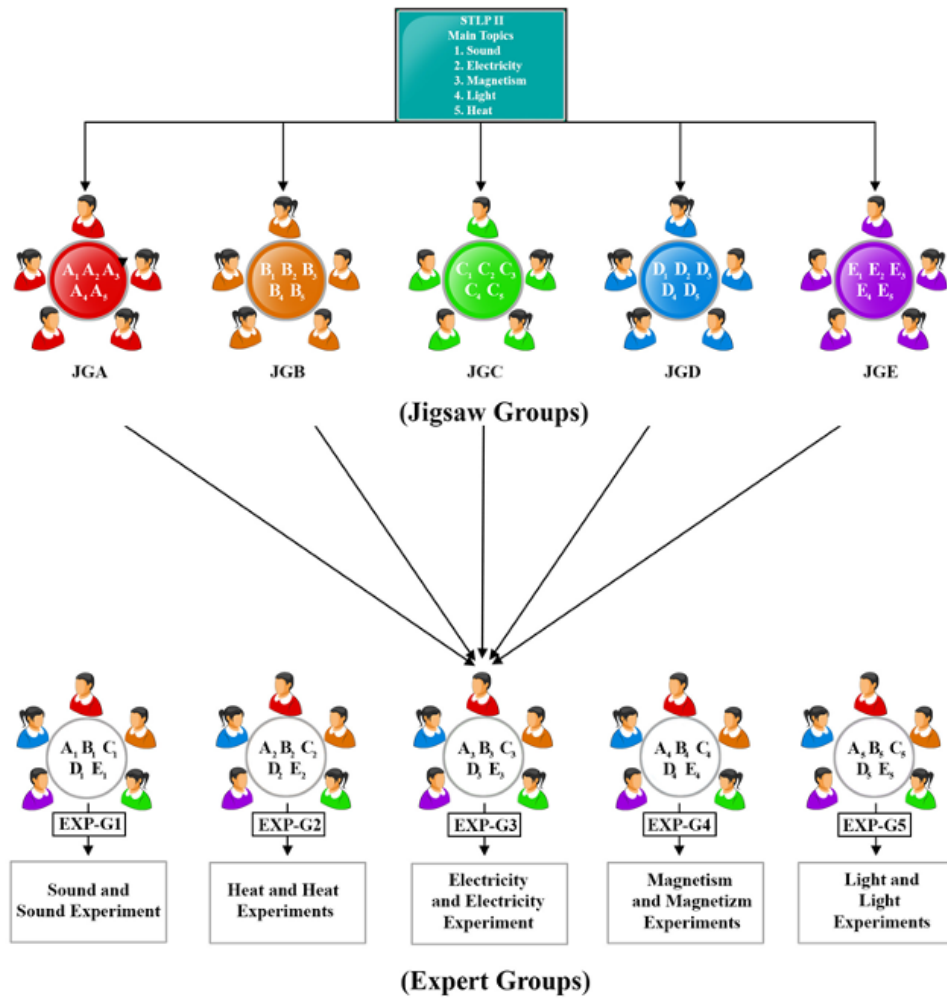 STLP II
Main Topics
1. Sound
2. Electricity
3. Magnetism
4. Light
5. Heat
A₁ A₂ A₃
A₄ A₅
B₁ B₂ B₃
B₄ B₅
C₁ C₂ C₃
C₄ C₅
D₁ D₂ D₃
D₄ D₅
E₁ E₂ E₃
E₄ E₅
JGA
JGB
JGC
JGD
JGE
(Jigsaw Groups)
A₁ B₁ C₁
D₁ E₁
A₂ B₂ C₂
D₂ E₂
A₃ B₃ C₃
D₃ E₃
A₄ B₄ C₄
D₄ E₄
A₅ B₅ C₅
D₅ E₅
EXP-G1
EXP-G2
EXP-G3
EXP-G4
EXP-G5
Sound and
Sound Experiment
Heat and Heat
Experiments
Electricity
and Electricity
Experiment
Magnetism
and Magnetizm
Experiments
Light and
Light
Experiments
(Expert Groups)